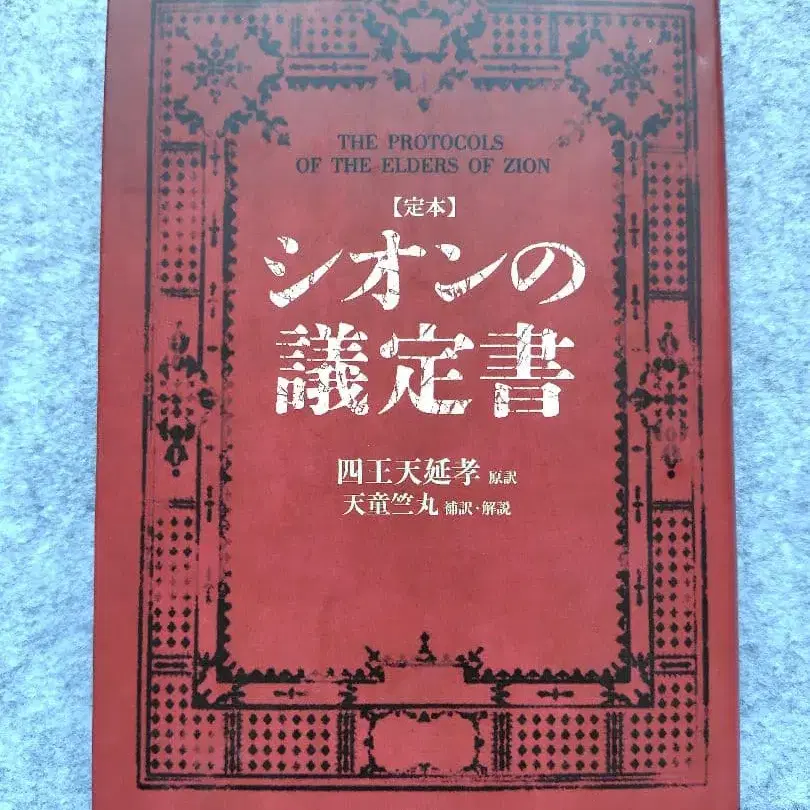 THE PROTOCOLS
OF THE ELDERS OF ZION
【定本】
シオンの
議定書
四王天延孝 原訳
天童竺丸 補訳・解説